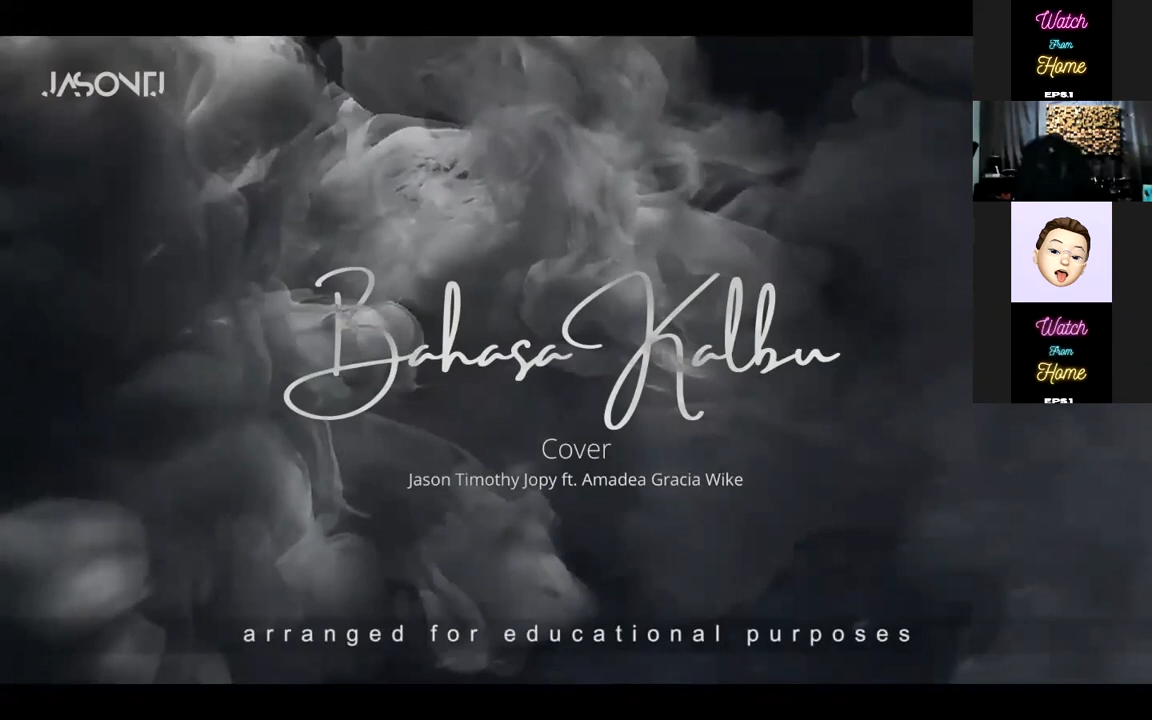 JASONTJ
Bahasa Kalbu
Cover
Jason Timothy Jopy ft. Amadea Gracia Wike
arranged for educational purposes
Watch
From
Home
EPS.1
Watch
From
Home
EPS.1